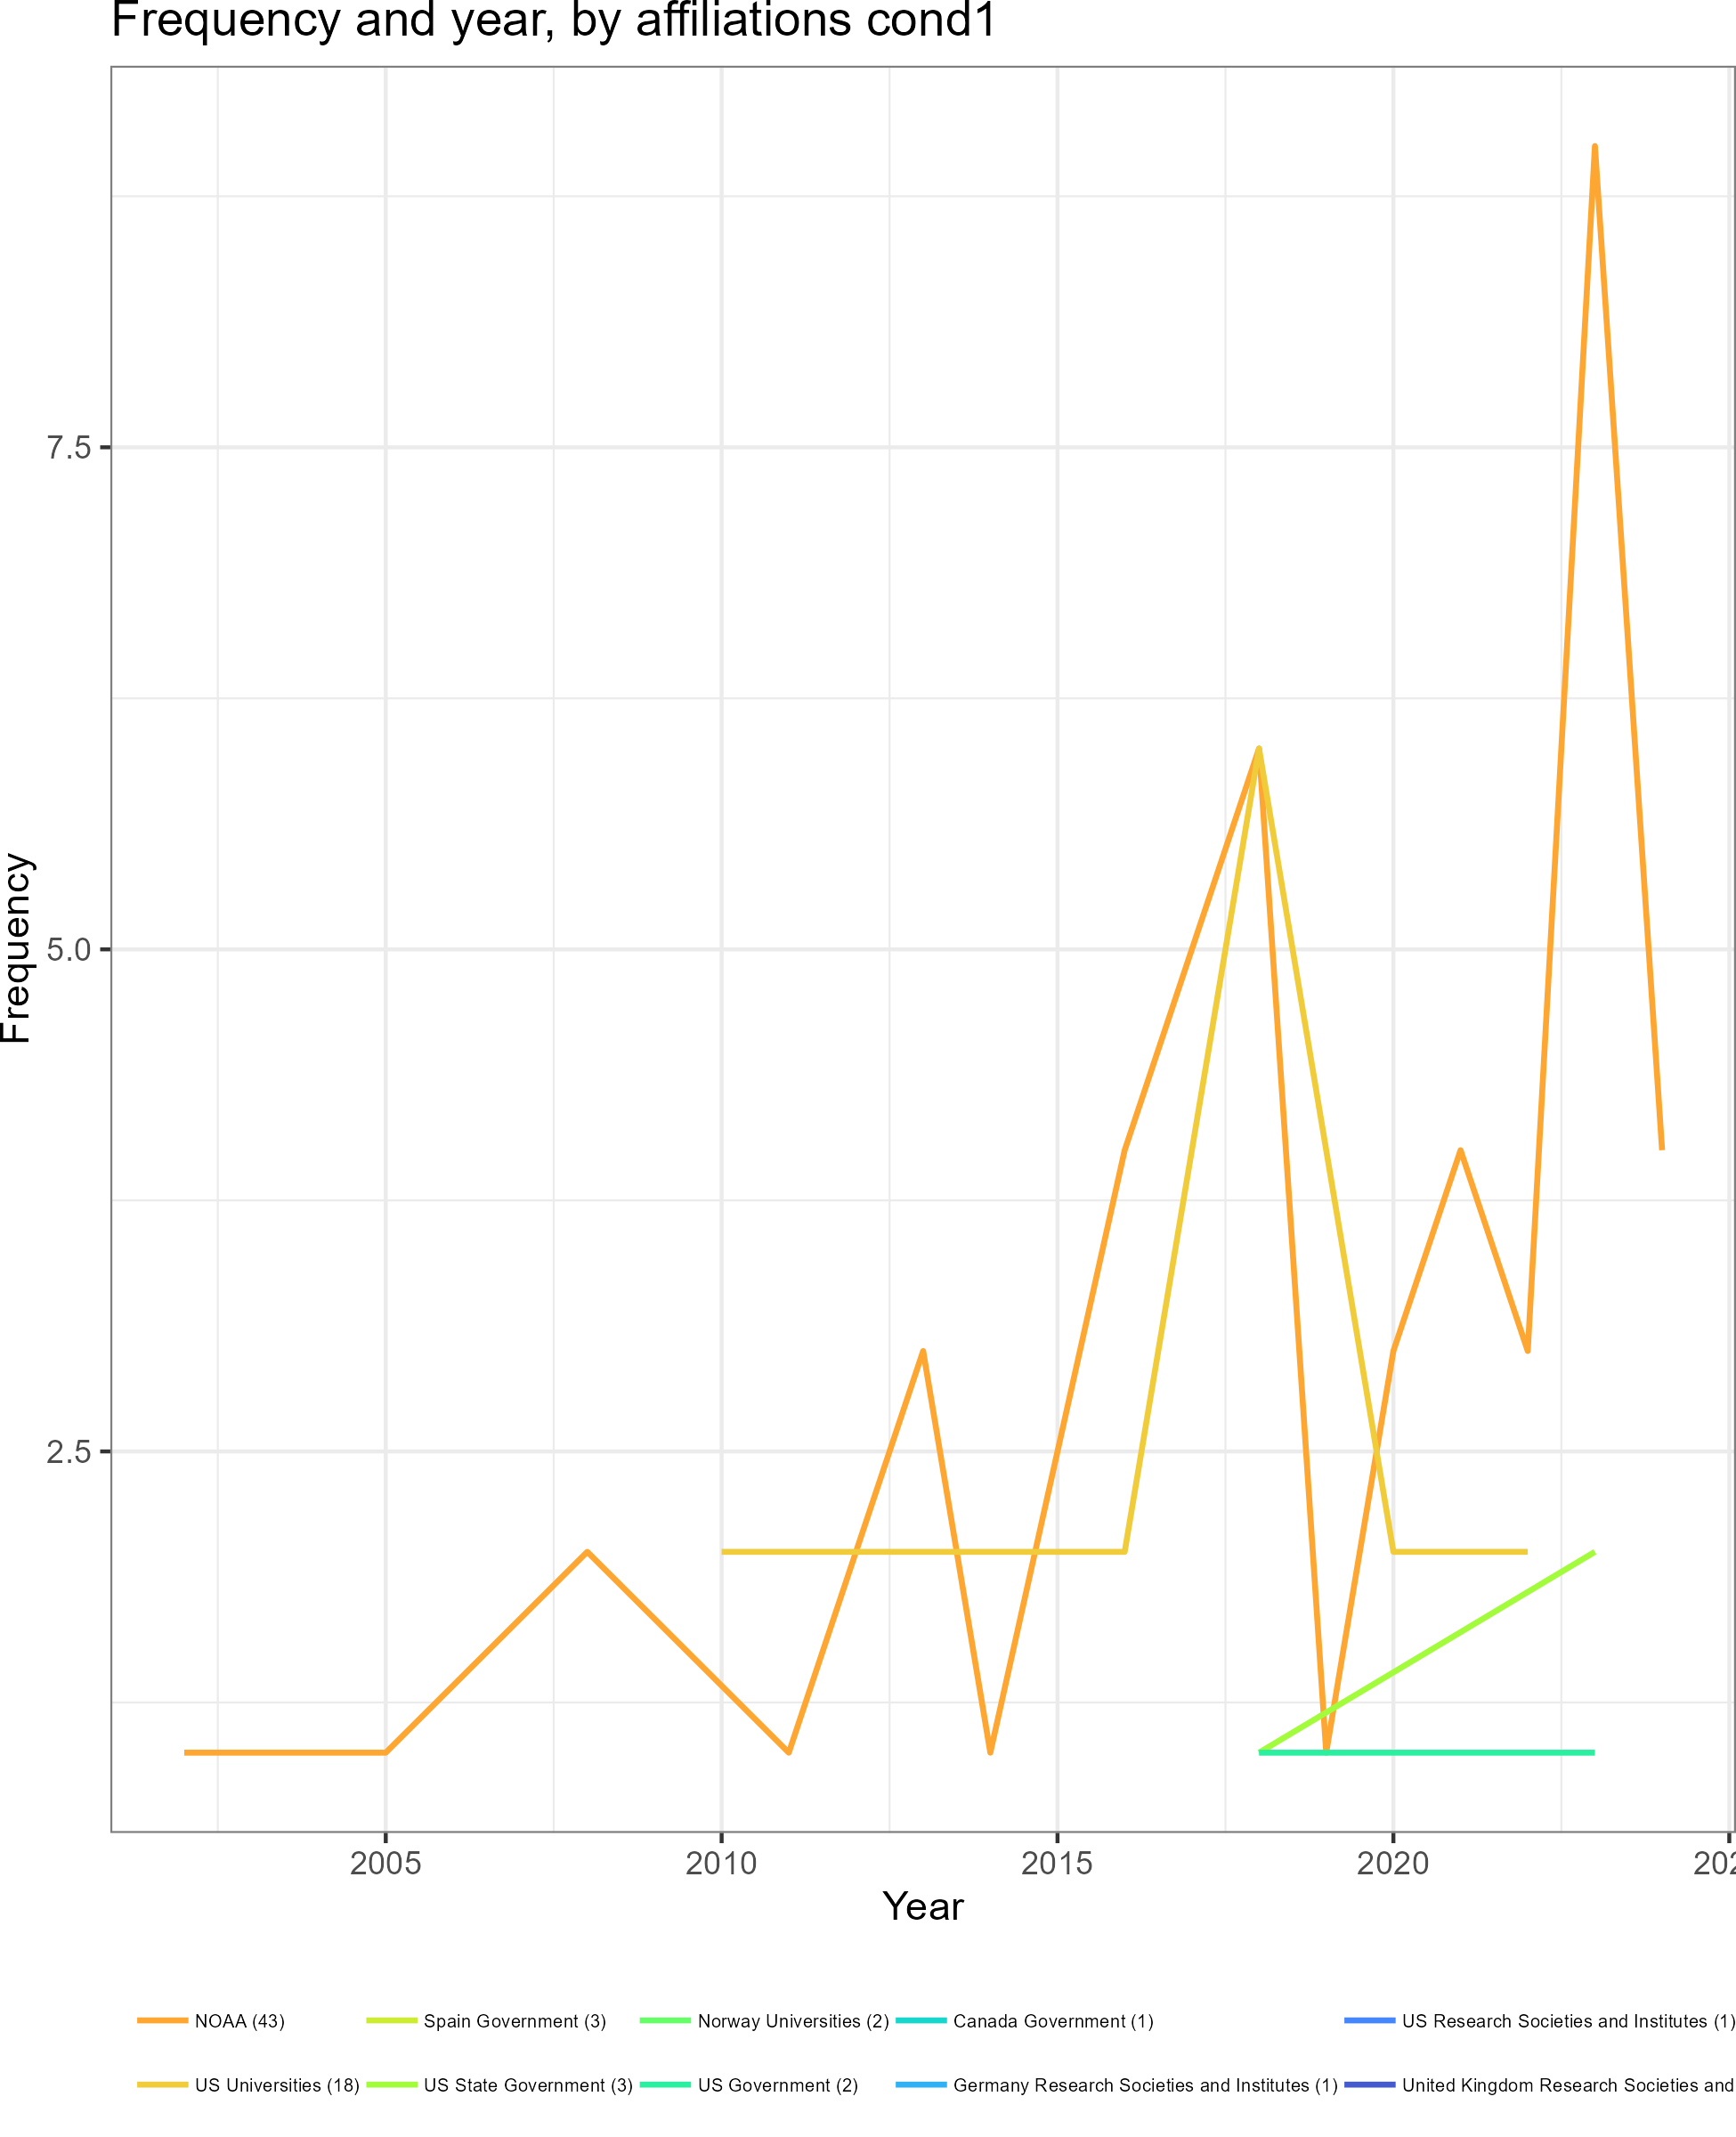 Frequency and year, by affiliations cond1
7.5
5.0
2.5
Frequency
2005 2010 2015 2020 202
Year
NOAA (43) Spain Government (3) Norway Universities (2) Canada Government (1) US Research Societies and Institutes (1)
US Universities (18) US State Government (3) US Government (2) Germany Research Societies and Institutes (1) United Kingdom Research Societies and